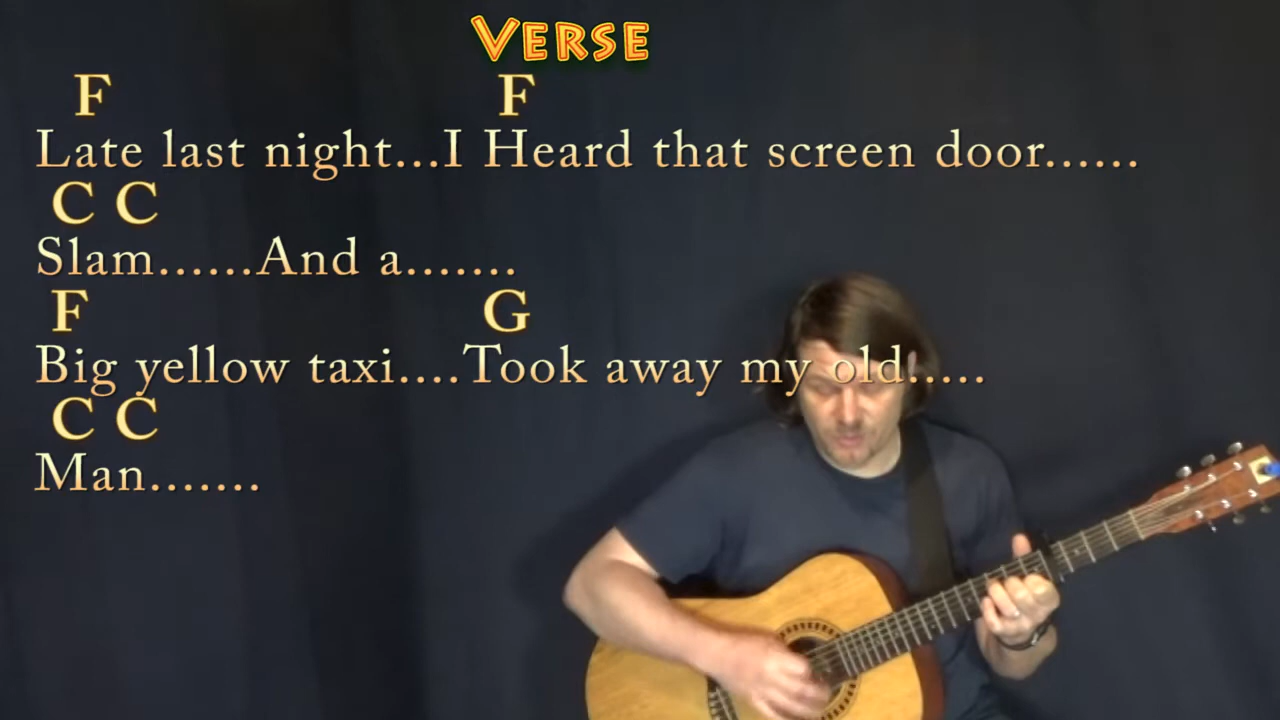 VERSE
F F
Late last night...I Heard that screen door......
C C
Slam......And a.......
F G
Big yellow taxi....Took away my old.....
C C
Man.......